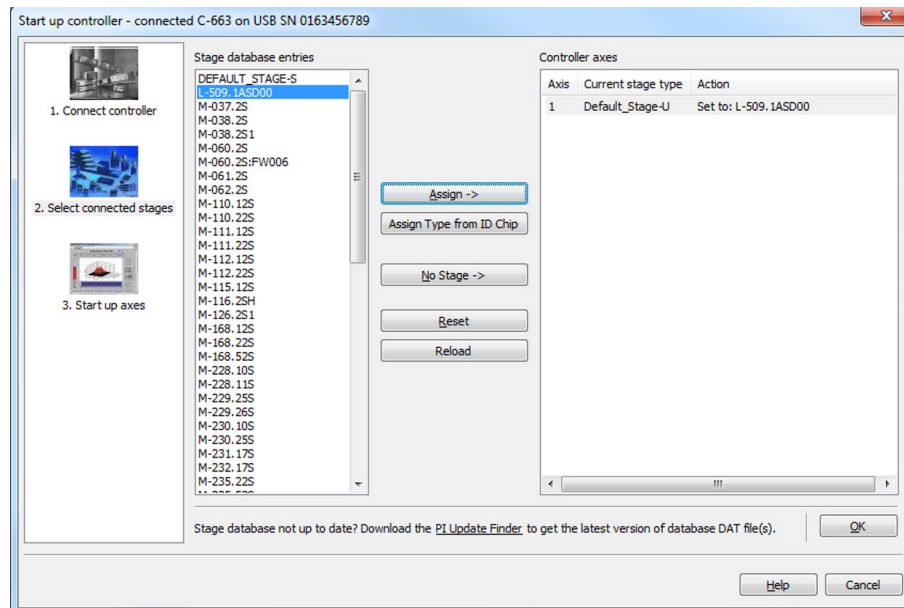 Start up controller - connected C-663 on USB SN 0163456789
1. Connect controller
2. Select connected stages
3. Start up axes
Stage database entries
DEFAULT_STAGE-S
L-509.1ASD00
M-037.2S
M-038.2S
M-038.2S1
M-060.2S
M-060.2S:FW006
M-061.2S
M-062.2S
M-110.12S
M-110.22S
M-111.12S
M-111.22S
M-112.12S
M-112.22S
M-115.12S
M-116.2SH
M-126.2S1
M-168.12S
M-168.22S
M-168.52S
M-228.10S
M-228.11S
M-229.25S
M-229.26S
M-230.10S
M-230.25S
M-231.17S
M-232.17S
M-235.22S
Assign ->
Assign Type from ID Chip
No Stage ->
Reset
Reload
Controller axes
Axis Current stage type Action
1 Default_Stage-U Set to: L-509.1ASD00
Stage database not up to date? Download the PI Update Finder to get the latest version of database DAT file(s).
OK
Help Cancel